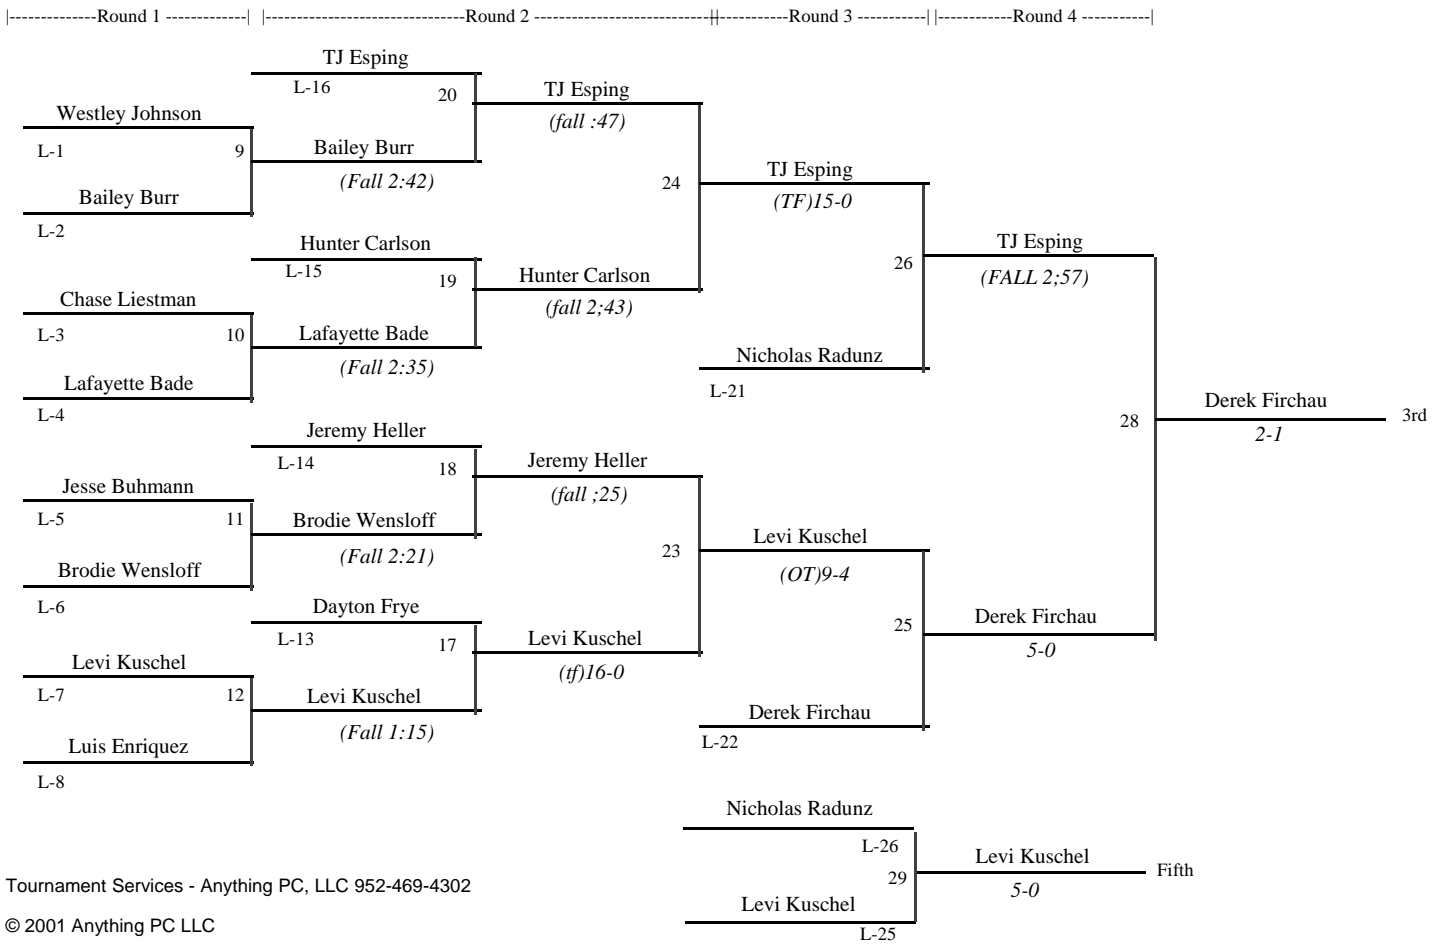 |-------------Round 1 -------------| |--------------------------------Round 2 ----------------------------||-----------Round 3 -----------| |------------Round 4 -----------|
TJ Esping
L-16
20
TJ Esping
(fall :47)
Westley Johnson
L-1
9
Bailey Burr
(Fall 2:42)
Bailey Burr
L-2
24
TJ Esping
(TF)15-0
Hunter Carlson
L-15
19
Hunter Carlson
(fall 2;43)
Chase Liestman
L-3
10
Lafayette Bade
(Fall 2:35)
Lafayette Bade
L-4
26
TJ Esping
(FALL 2;57)
Nicholas Radunz
L-21
28
Derek Firchau
2-1
3rd
Jeremy Heller
L-14
18
Jeremy Heller
(fall ;25)
Jesse Buhmann
L-5
11
Brodie Wensloff
(Fall 2:21)
Brodie Wensloff
L-6
23
Levi Kuschel
(OT)9-4
Dayton Frye
L-13
17
Levi Kuschel
(tf)16-0
25
Derek Firchau
5-0
Levi Kuschel
L-7
12
Levi Kuschel
(Fall 1:15)
Luis Enriquez
L-8
Derek Firchau
L-22
Nicholas Radunz
L-26
29
Levi Kuschel
5-0
Fifth
Levi Kuschel
L-25
Tournament Services - Anything PC, LLC 952-469-4302
© 2001 Anything PC LLC